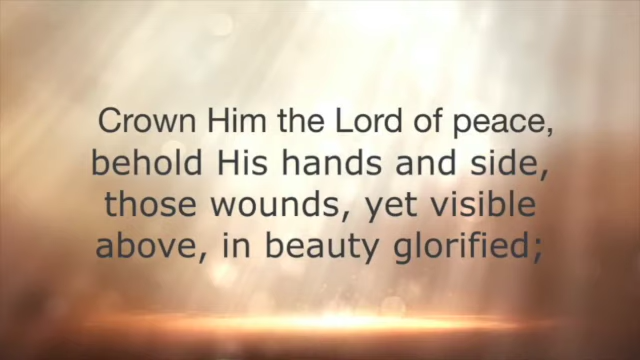 Crown Him the Lord of peace,
behold His hands and side,
those wounds, yet visible
above, in beauty glorified;